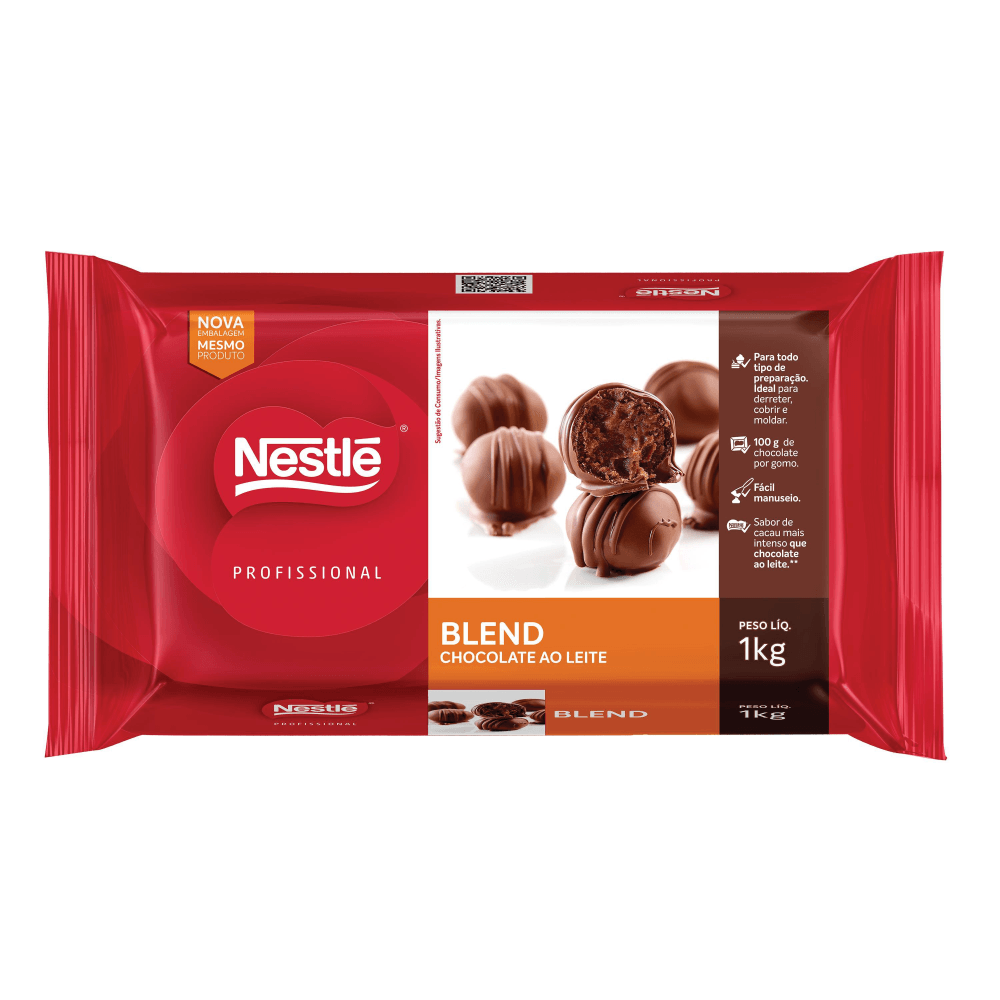 PROFISSIONAL
Nestlé
NOVA
EMBALAGEM
MESMO
PRODUTO
Nestlé
®
PROFISSIONAL
Sugestão de Consumo/Imagens Ilustrativas.
Para todo
tipo de
preparação.
Ideal para
derreter,
cobrir e
moldar.
100 g de
chocolate
por gomo.
Fácil
manuseio.
Sabor de
cacau mais
intenso que
chocolate
ao leite.**
BLEND
CHOCOLATE AO LEITE
PESO LÍQ.
1kg
Nestlé
PROFISSIONAL
BLEND
PESO LÍQ.
1kg